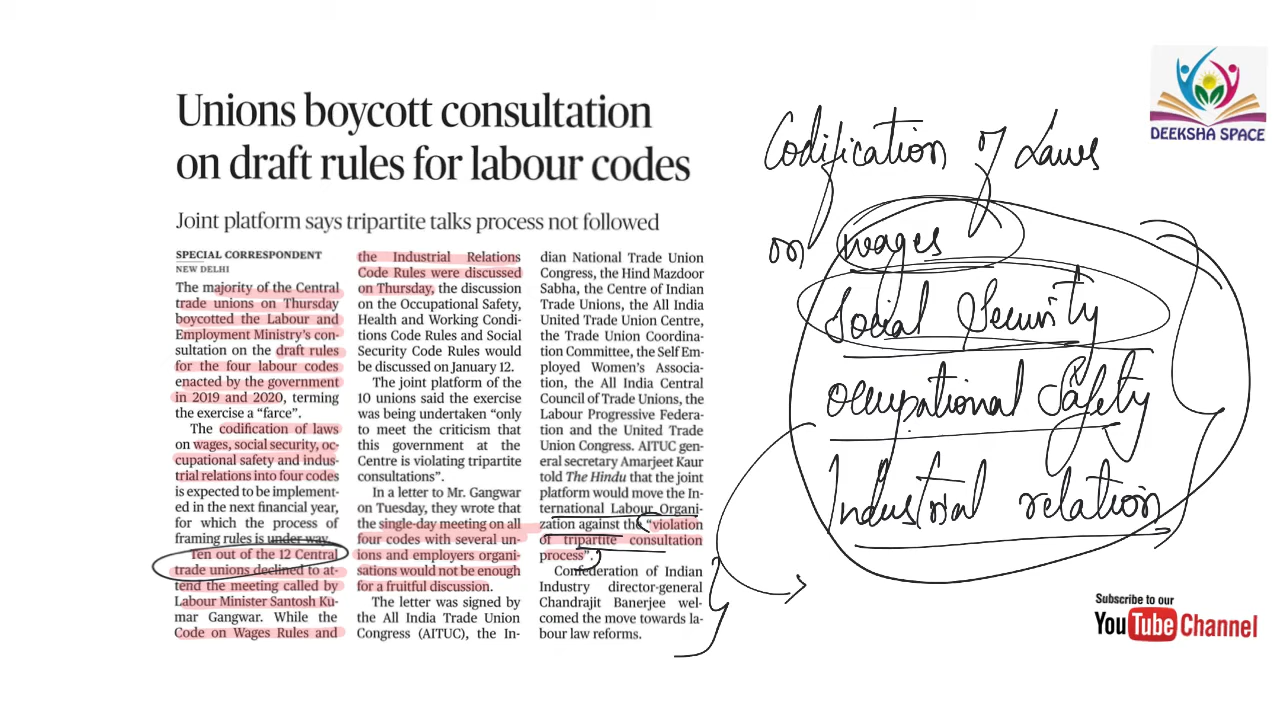 Unions boycott consultation
on draft rules for labour codes
Joint platform says tripartite talks process not followed
SPECIAL CORRESPONDENT
NEW DELHI
The majority of the Central
trade unions on Thursday
boycotted the Labour and
Employment Ministry's con-
sultation on the draft rules
for the four labour codes
enacted by the government
in 2019 and 2020, terming
the exercise a “farce”.
The codification of laws
on wages, social security, oc-
cupational safety and indus-
trial relations into four codes
is expected to be implement-
ed in the next financial year,
for which the process of
framing rules is under way.
Ten out of the 12 Central
trade unions declined to at-
tend the meeting called by
Labour Minister Santosh Ku-
mar Gangwar. While the
Code on Wages Rules and
the Industrial Relations
Code Rules were discussed
on Thursday, the discussion
on the Occupational Safety,
Health and Working Condi-
tions Code Rules and Social
Security Code Rules would
be discussed on January 12.
The joint platform of the
10 unions said the exercise
was being undertaken “only
to meet the criticism that
this government at the
Centre is violating tripartite
consultations”.
In a letter to Mr. Gangwar
on Tuesday, they wrote that
the single-day meeting on all
four codes with several un-
ions and employers organi-
sations would not be enough
for a fruitful discussion.
The letter was signed by
the All India Trade Union
Congress (AITUC), the In-
dian National Trade Union
Congress, the Hind Mazdoor
Sabha, the Centre of Indian
Trade Unions, the All India
United Trade Union Centre,
the Trade Union Coordina-
tion Committee, the Self Em-
ployed Women's Associa-
tion, the All India Central
Council of Trade Unions, the
Labour Progressive Federa-
tion and the United Trade
Union Congress. AITUC gen-
eral secretary Amarjeet Kaur
told The Hindu that the joint
platform would move the In-
ternational Labour Organi-
zation against the “violation
of tripartite consultation
process”.
Confederation of Indian
Industry director-general
Chandrajit Banerjee wel-
comed the move towards la-
bour law reforms.
Codification of Laws
on wages
Social Security
Occupational Safety
Industrial relation
DEEKSHA SPACE
Subscribe to our
YouTube Channel